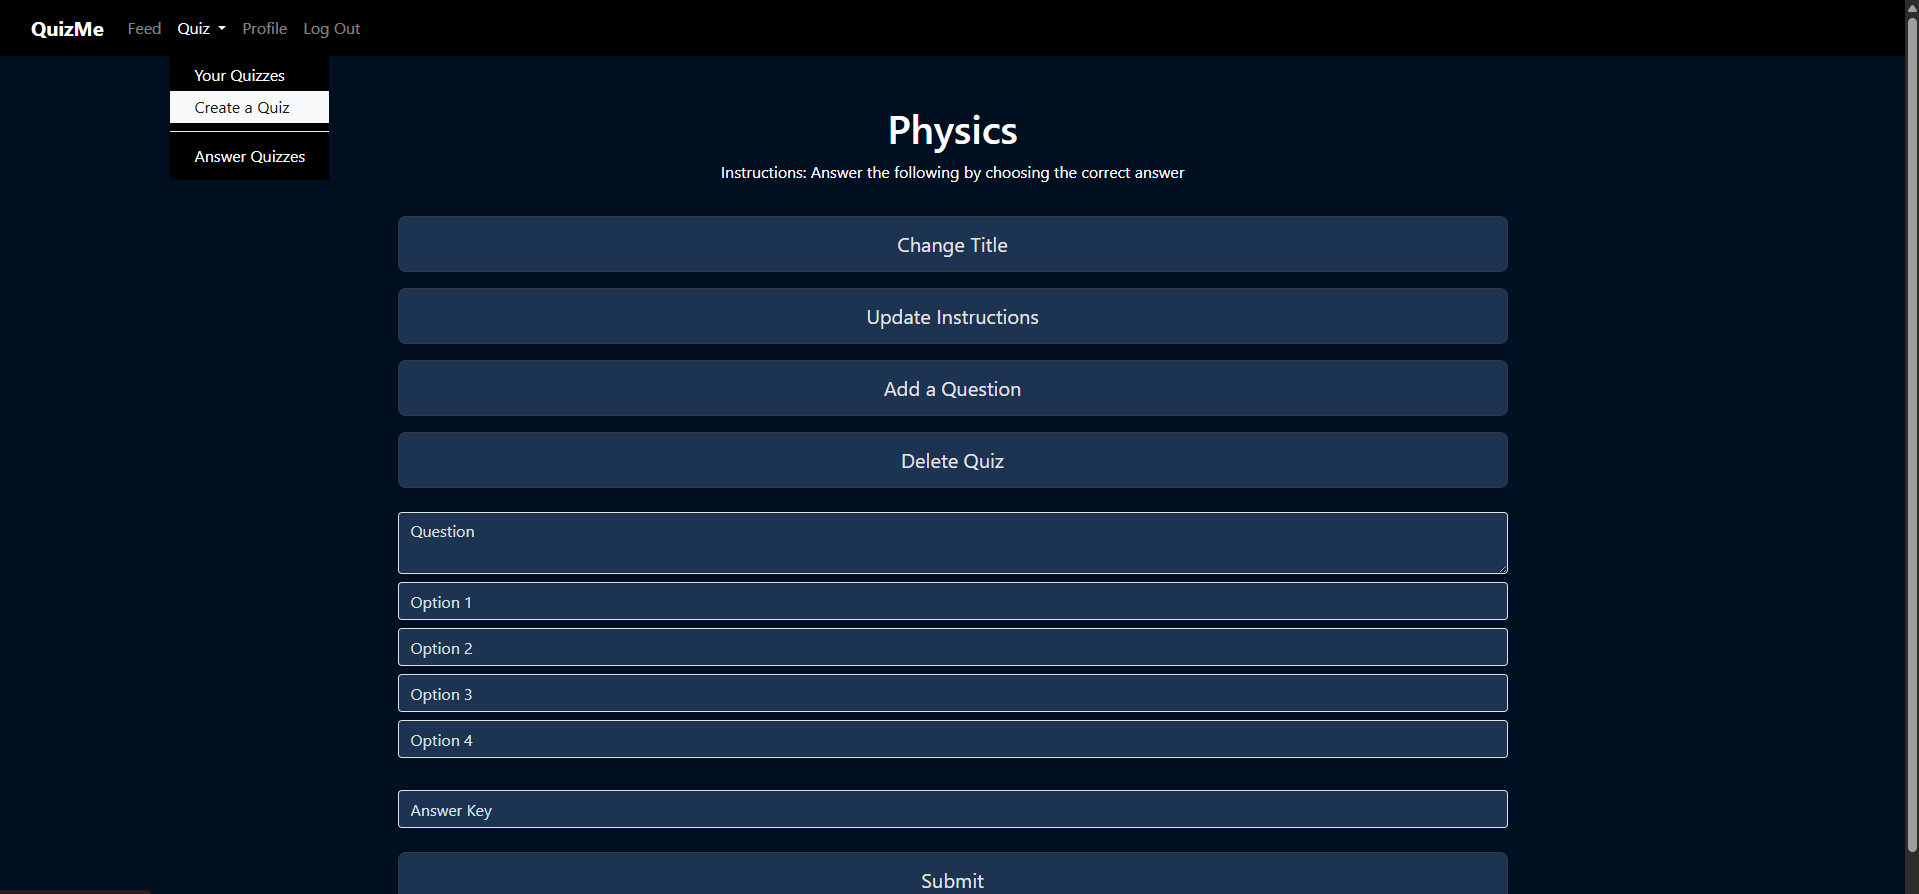 QuizMe Feed Quiz Profile Log Out
Your Quizzes
Create a Quiz
Answer Quizzes
Physics
Instructions: Answer the following by choosing the correct answer
Change Title
Update Instructions
Add a Question
Delete Quiz
Question
Option 1
Option 2
Option 3
Option 4
Answer Key
Submit